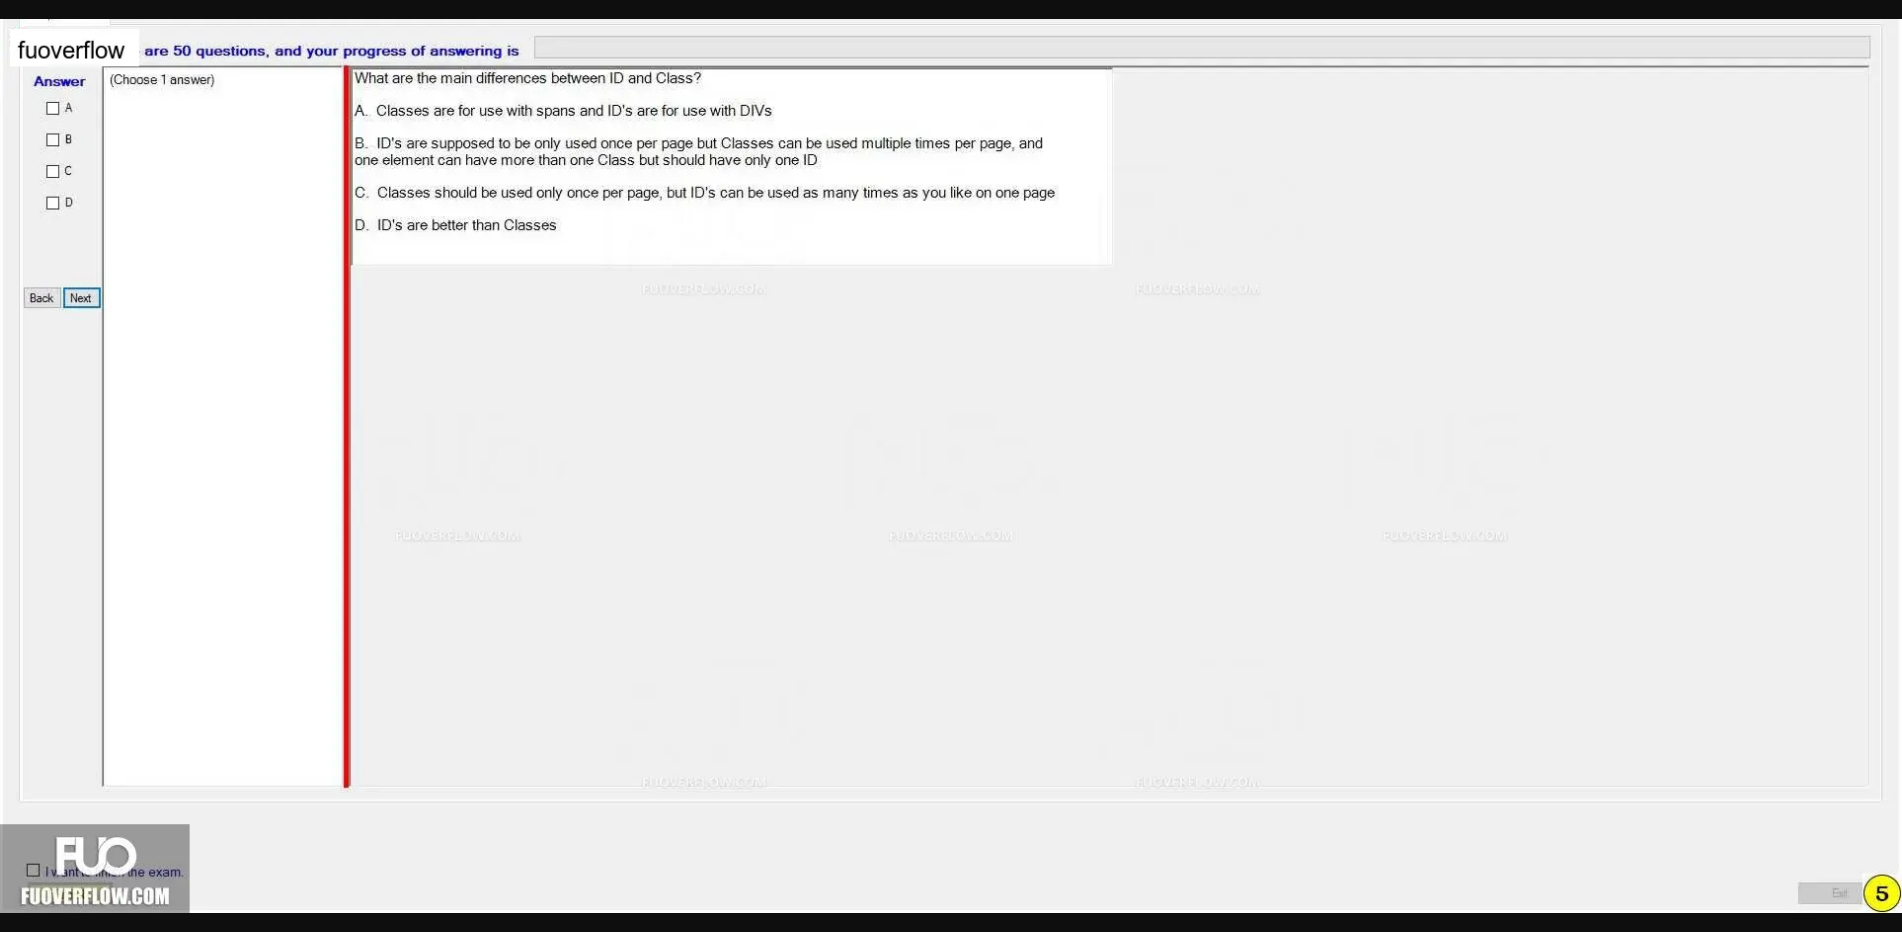 fuoverflow are 50 questions, and your progress of answering is
Answer
(Choose 1 answer)
A
B
C
D
Back Next
What are the main differences between ID and Class?
A. Classes are for use with spans and ID's are for use with DIVs
B. ID's are supposed to be only used once per page but Classes can be used multiple times per page, and
one element can have more than one Class but should have only one ID
C. Classes should be used only once per page, but ID's can be used as many times as you like on one page
D. ID's are better than Classes
FUOVERFLOW.COM FUOVERFLOW.COM
FUOVERFLOW.COM FUOVERFLOW.COM FUOVERFLOW.COM
FUOVERFLOW.COM FUOVERFLOW.COM
FUO
I want to finish the exam.
FUOVERFLOW.COM
Exit 5